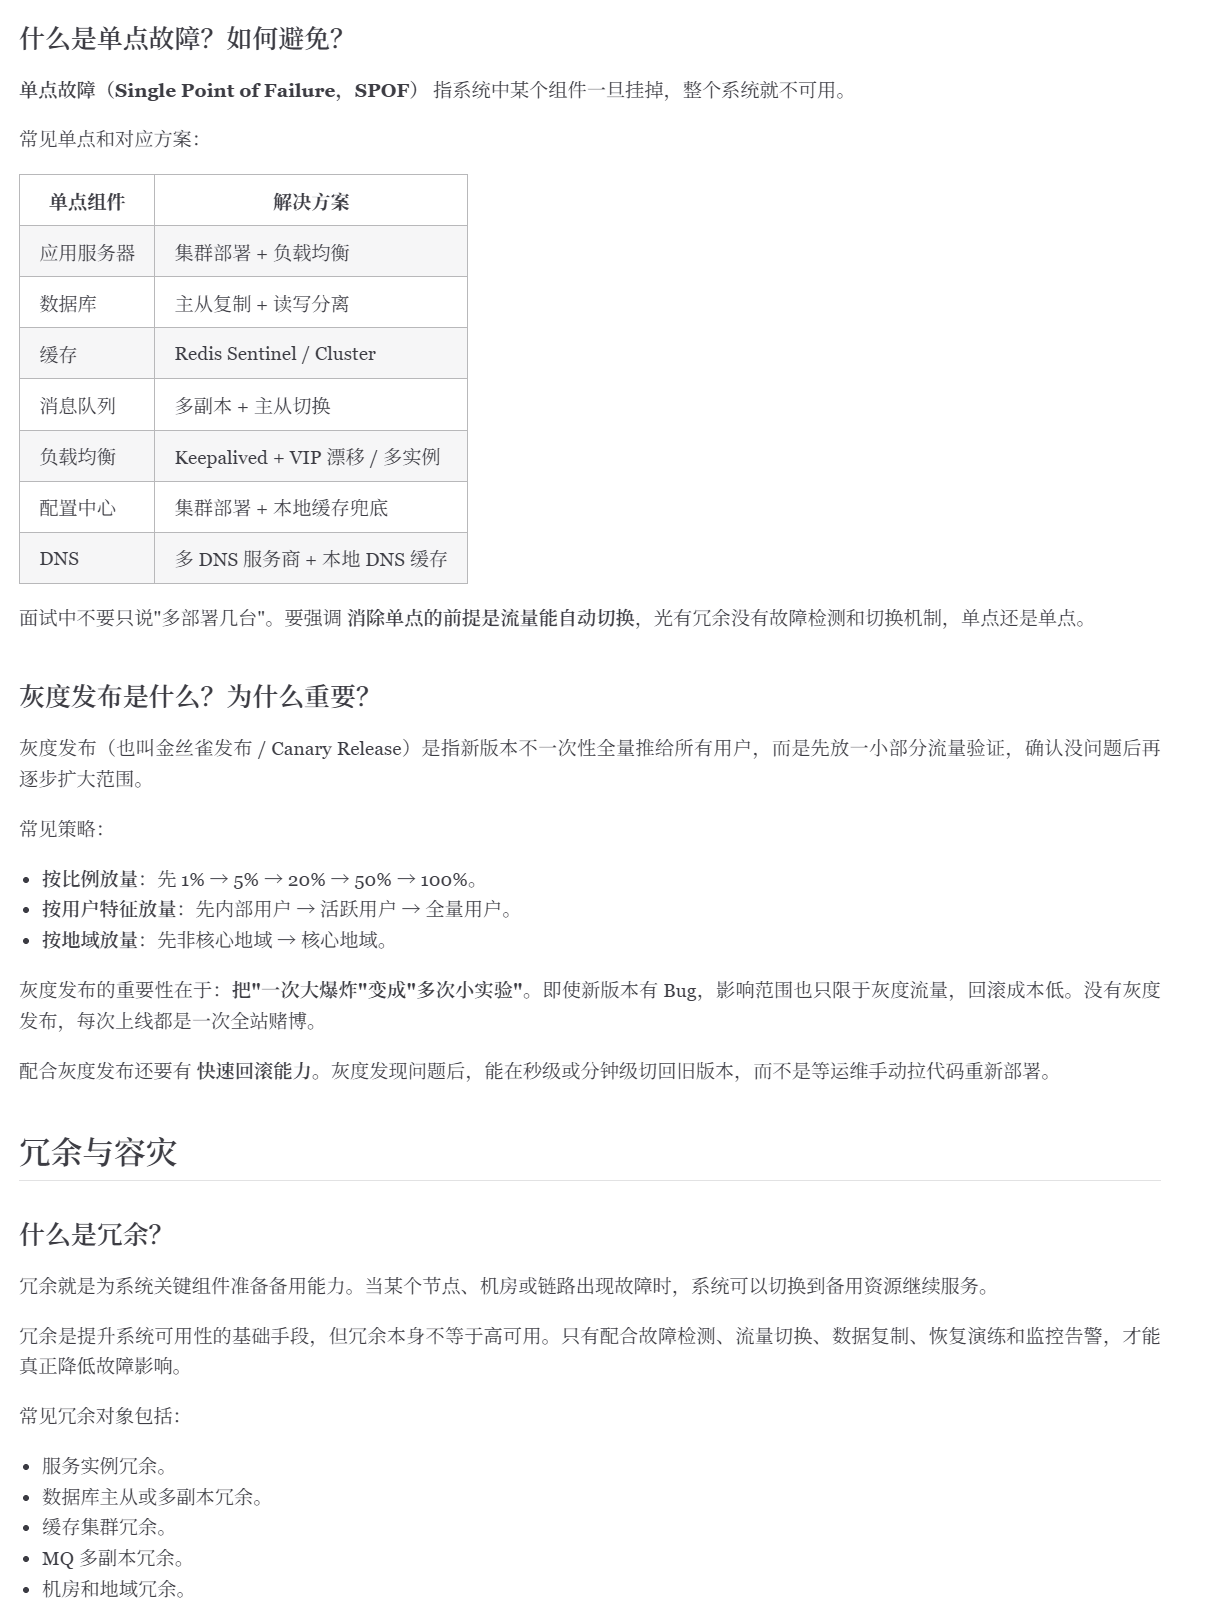 什么是单点故障？如何避免？
单点故障（Single Point of Failure，SPOF） 指系统中某个组件一旦挂掉，整个系统就不可用。
常见单点和对应方案：
单点组件 解决方案
应用服务器 集群部署 + 负载均衡
数据库 主从复制 + 读写分离
缓存 Redis Sentinel / Cluster
消息队列 多副本 + 主从切换
负载均衡 Keepalived + VIP 漂移 / 多实例
配置中心 集群部署 + 本地缓存兜底
DNS 多 DNS 服务商 + 本地 DNS 缓存
面试中不要只说"多部署几台"。要强调 消除单点的前提是流量能自动切换，光有冗余没有故障检测和切换机制，单点还是单点。
灰度发布是什么？为什么重要？
灰度发布（也叫金丝雀发布 / Canary Release）是指新版本不一次性全量推给所有用户，而是先放一小部分流量验证，确认没问题后再
逐步扩大范围。
常见策略：
• 按比例放量：先 1% → 5% → 20% → 50% → 100%。
• 按用户特征放量：先内部用户 → 活跃用户 → 全量用户。
• 按地域放量：先非核心地域 → 核心地域。
灰度发布的重要性在于：把"一次大爆炸"变成"多次小实验"。即使新版本有 Bug，影响范围也只限于灰度流量，回滚成本低。没有灰度
发布，每次上线都是一次全站赌博。
配合灰度发布还要有 快速回滚能力。灰度发现问题后，能在秒级或分钟级切回旧版本，而不是等运维手动拉代码重新部署。
冗余与容灾
什么是冗余？
冗余就是为系统关键组件准备备用能力。当某个节点、机房或链路出现故障时，系统可以切换到备用资源继续服务。
冗余是提升系统可用性的基础手段，但冗余本身不等于高可用。只有配合故障检测、流量切换、数据复制、恢复演练和监控告警，才能
真正降低故障影响。
常见冗余对象包括：
• 服务实例冗余。
• 数据库主从或多副本冗余。
• 缓存集群冗余。
• MQ 多副本冗余。
• 机房和地域冗余。